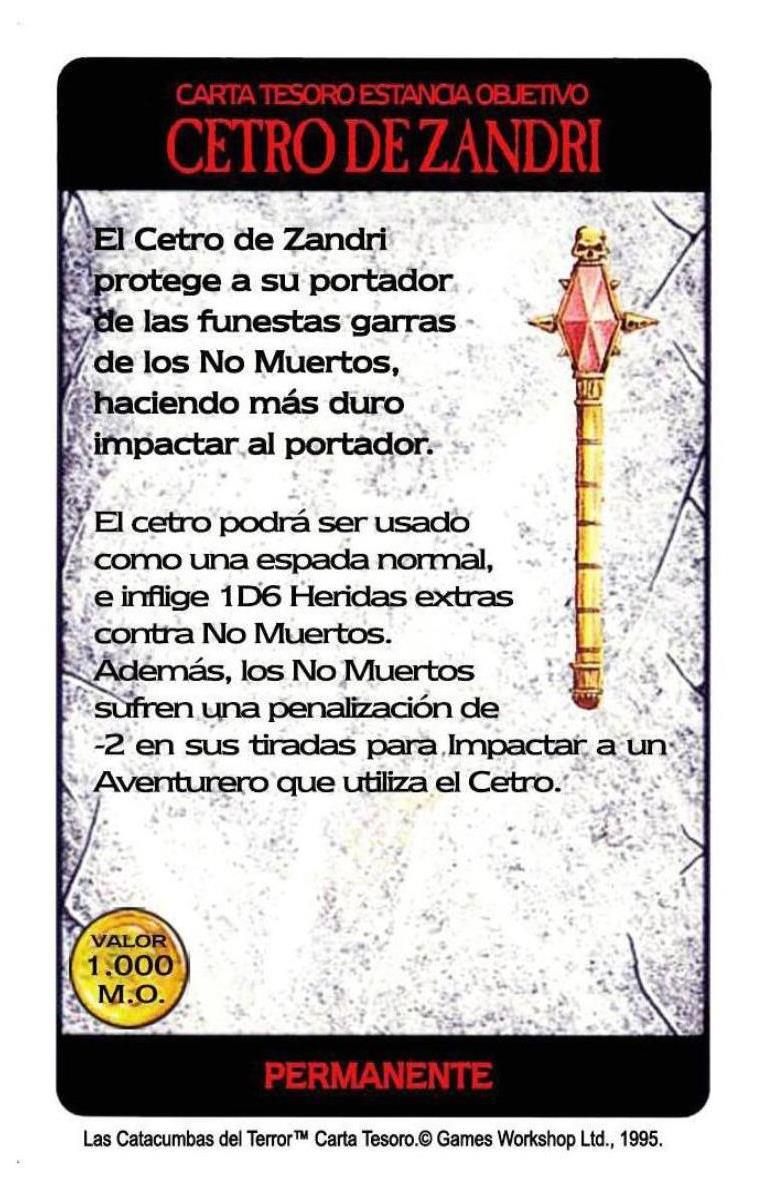 CARTA TESORO ESTANCIA OBJETIVO
CETRO DE ZANDRI
El Cetro de Zandri
protege a su portador
de las funestas garras
de los No Muertos,
haciendo más duro
impactar al portador.
El cetro podrá ser usado
como una espada normal,
e inflige 1D6 Heridas extras
contra No Muertos.
Además, los No Muertos
sufren una penalización de
-2 en sus tiradas para Impactar a un
Aventurero que utiliza el Cetro.
VALOR
1.000
M.O.
PERMANENTE
Las Catacumbas del Terror™ Carta Tesoro.© Games Workshop Ltd., 1995.